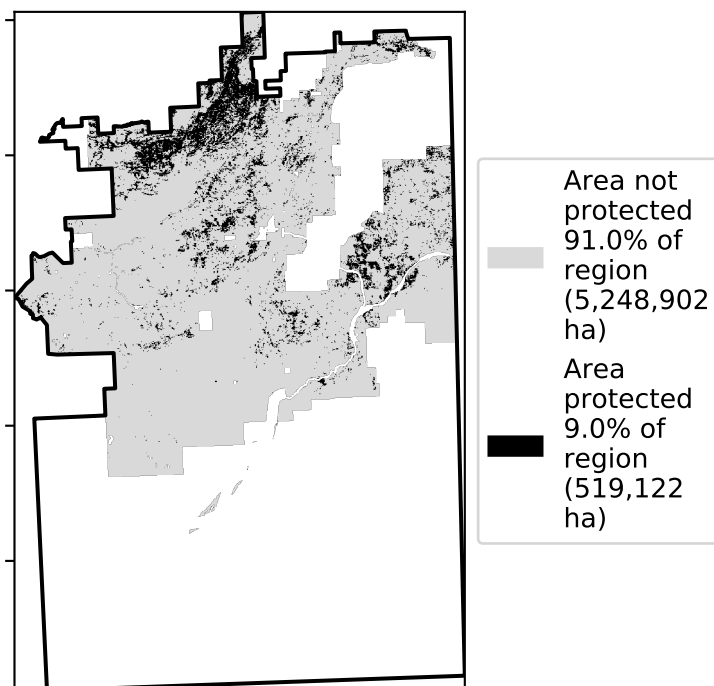 Area not
protected
91.0% of
region
(5,248,902
ha)
Area
protected
9.0% of
region
(519,122
ha)